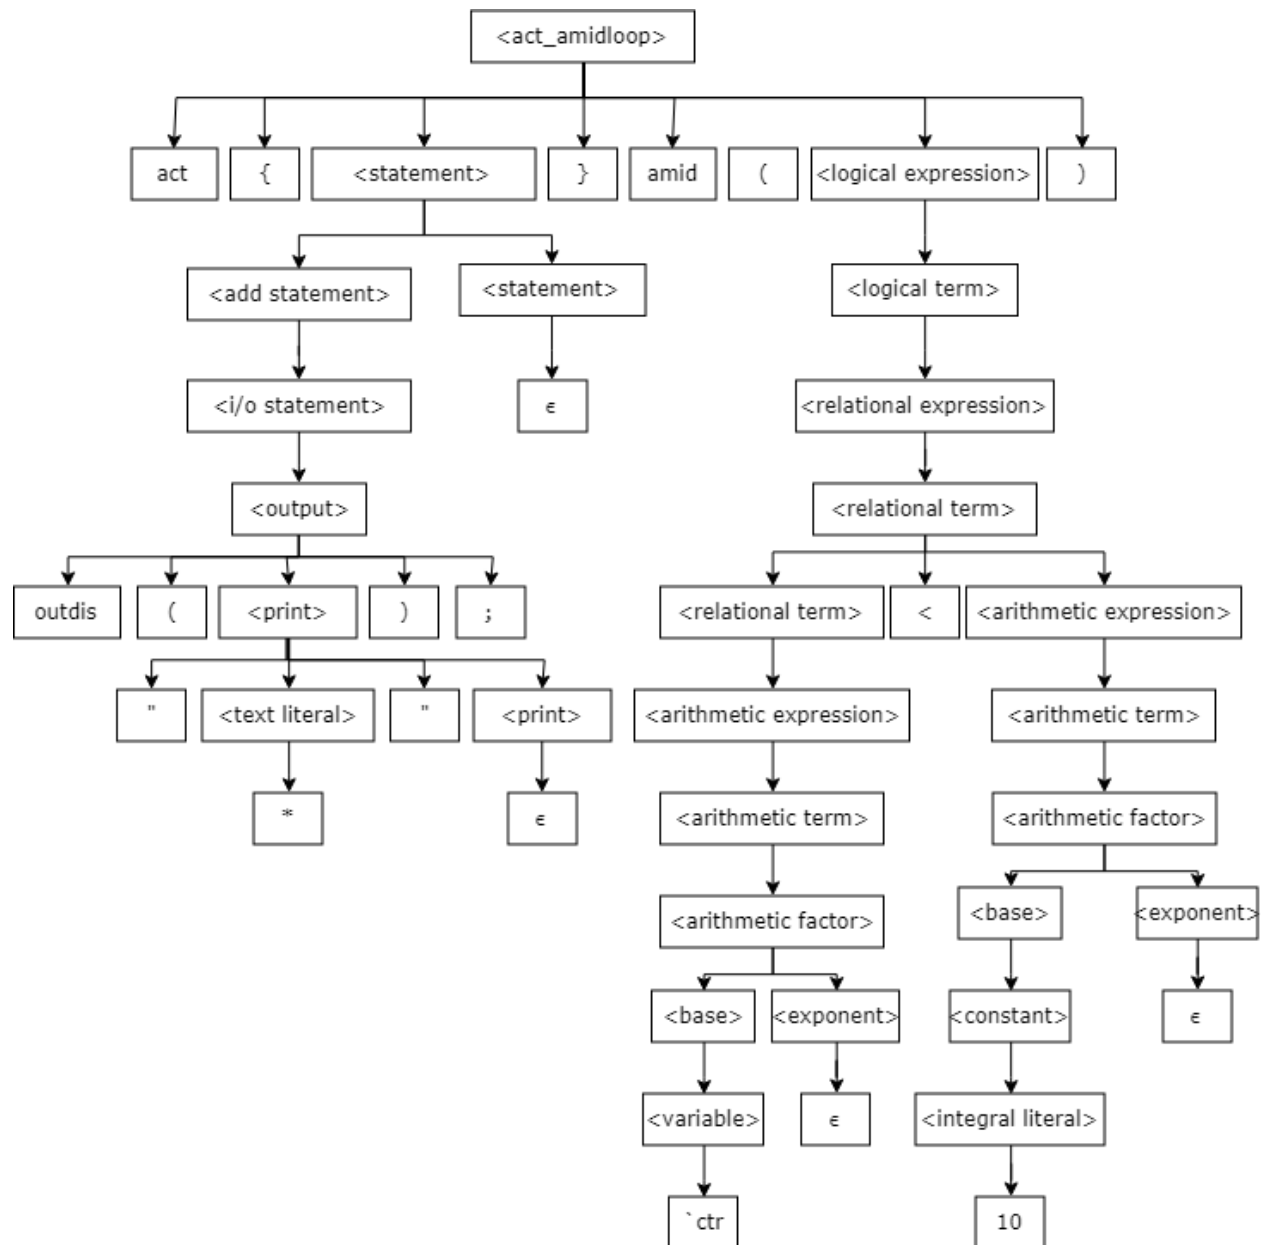 <act_amidloop>
act { <statement> } amid ( <logical expression> )
<add statement> <statement> <logical term>
<i/o statement> ϵ <relational expression>
<output> <relational term>
outdis ( <print> ) ; <relational term> < <arithmetic expression>
" <text literal> " <print> <arithmetic expression> <arithmetic term>
* ϵ <arithmetic term> <arithmetic factor>
<arithmetic factor> <base> <exponent>
<base> <exponent> <constant> ϵ
<variable> ϵ <integral literal>
`ctr 10